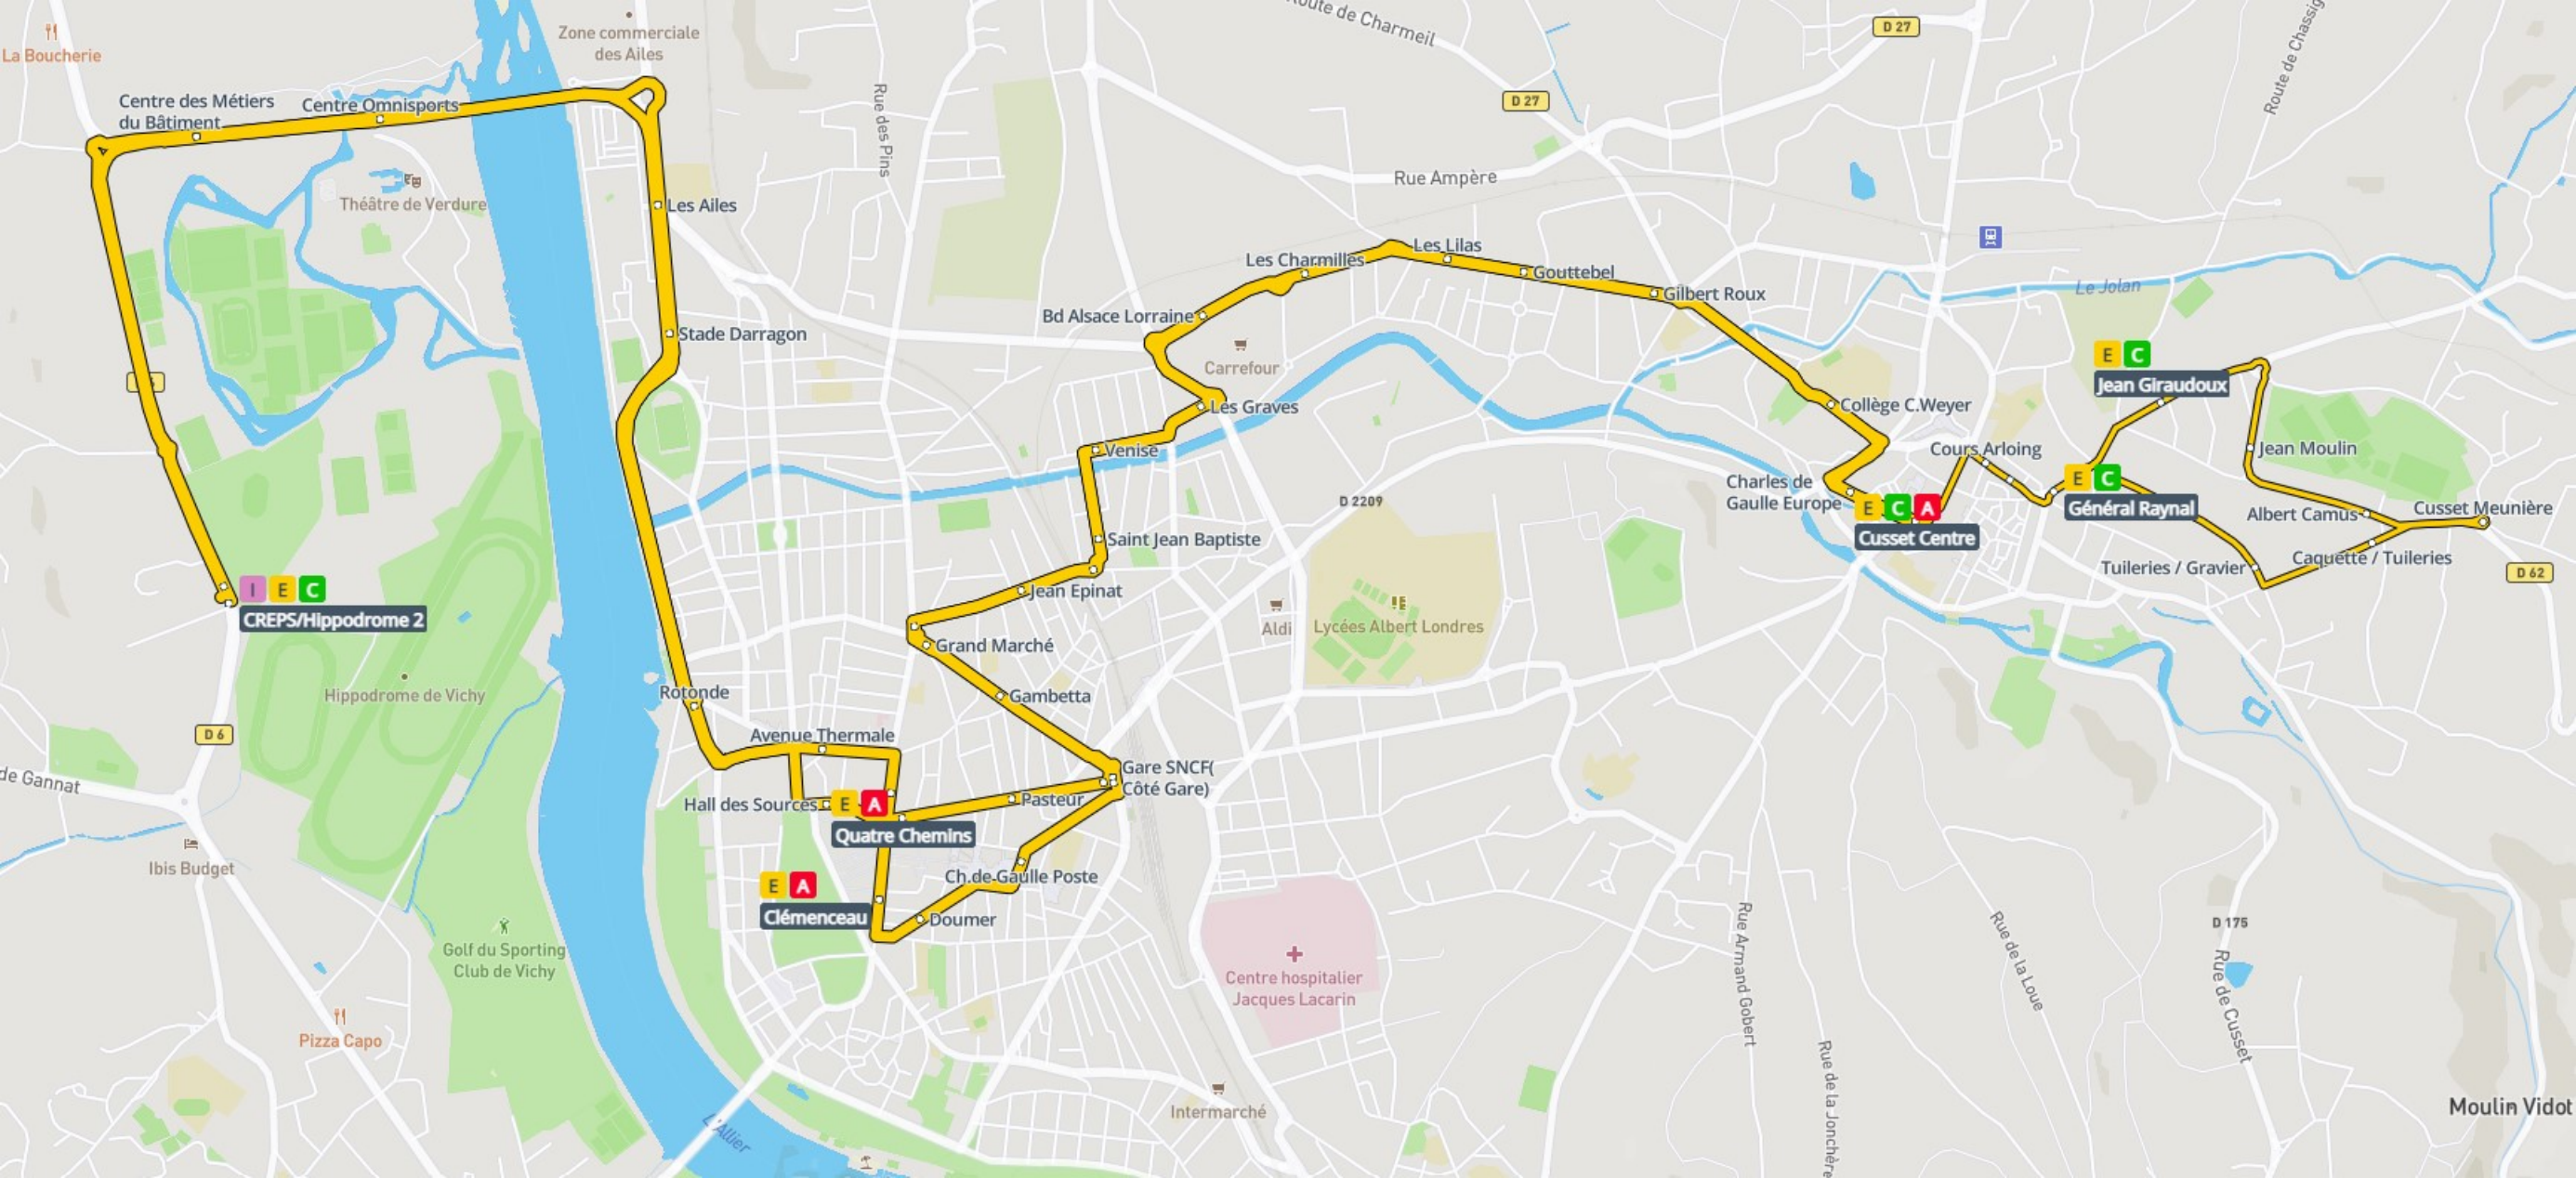 La Boucherie
Zone commerciale
des Ailes
Route de Charmeil
D 27
D 27
Route de Chassig
Centre des Métiers
du Bâtiment
Centre Omnisports
Rue des Pins
Rue Ampère
Théâtre de Verdure
Les Ailes
Stade Darragon
Les Charmilles
Les Lilas
Gouttebel
Gilbert Roux
Le Jolan
Bd Alsace Lorraine
Carrefour
Les Graves
Venise
Collège C.Weyer
Cours Arloing
E C
Jean Giraudoux
Jean Moulin
Charles de
Gaulle Europe
E C A
Cusset Centre
E C
Général Raynal
Albert Camus
Cusset Meunière
Tuileries / Gravier
Caquette / Tuileries
D 62
D 2209
Saint Jean Baptiste
Jean Epinat
Aldi
Lycées Albert Londres
I E C
CREPS/Hippodrome 2
Grand Marché
Hippodrome de Vichy
Rotonde
Gambetta
D 6
de Gannat
Avenue Thermale
Gare SNCF(
Côté Gare)
Hall des Sources
E A
Quatre Chemins
Pasteur
Ibis Budget
E A
Clémenceau
Ch.de Gaulle Poste
Doumer
Golf du Sporting
Club de Vichy
Centre hospitalier
Jacques Lacarin
Rue Armand Gobert
Rue de la Loue
D 175
Rue de Cusset
Pizza Capo
Rue de la Jonchère
Intermarché
L'Allier
Moulin Vidot